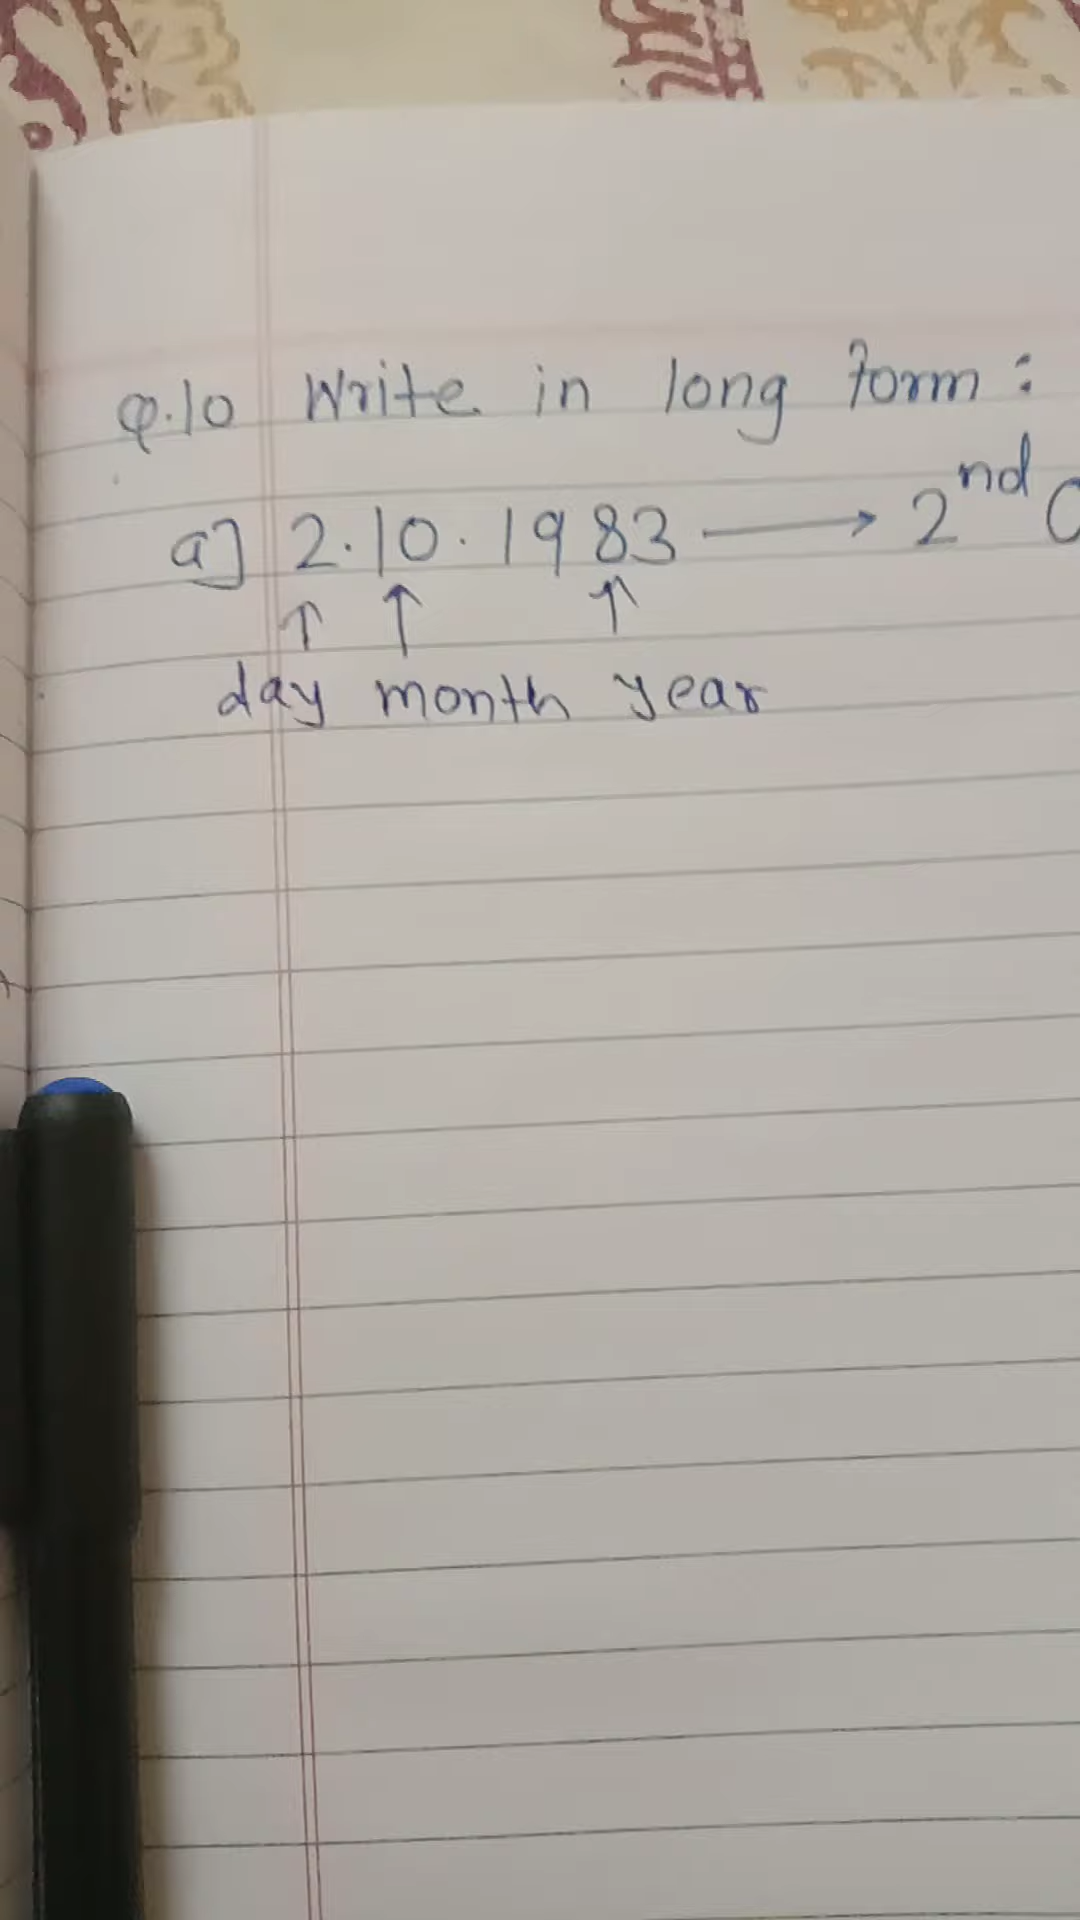 Q.10 Write in long form:
a] 2.10.1983 → 2nd
↑ ↑ ↑
day month year